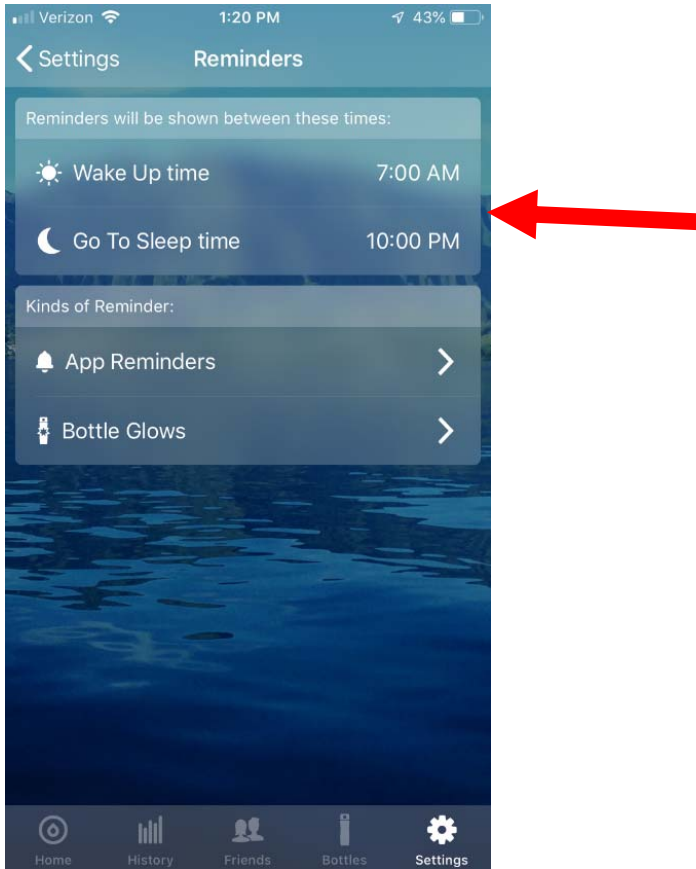 Verizon 1:20 PM 43%
Settings Reminders
Reminders will be shown between these times:
Wake Up time 7:00 AM
Go To Sleep time 10:00 PM
Kinds of Reminder:
App Reminders
Bottle Glows
Home History Friends Bottles Settings